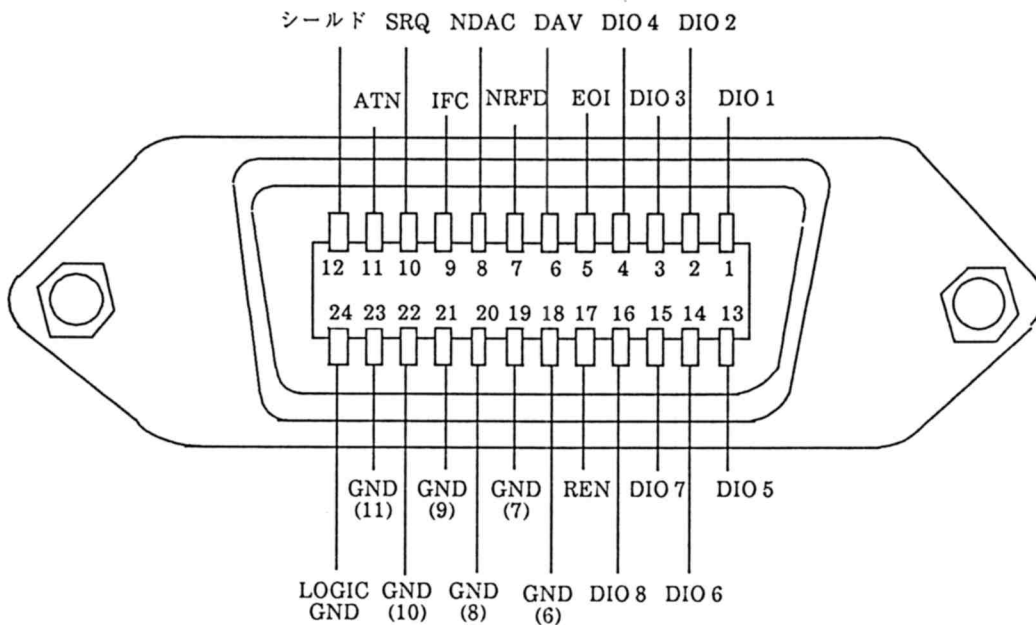 シールド SRQ NDAC DAV DIO 4 DIO 2
ATN IFC NRFD EOI DIO 3 DIO 1
12 11 10 9 8 7 6 5 4 3 2 1
24 23 22 21 20 19 18 17 16 15 14 13
GND (11) GND (9) GND (7) REN DIO 7 DIO 5
LOGIC GND GND (10) GND (8) GND (6) DIO 8 DIO 6